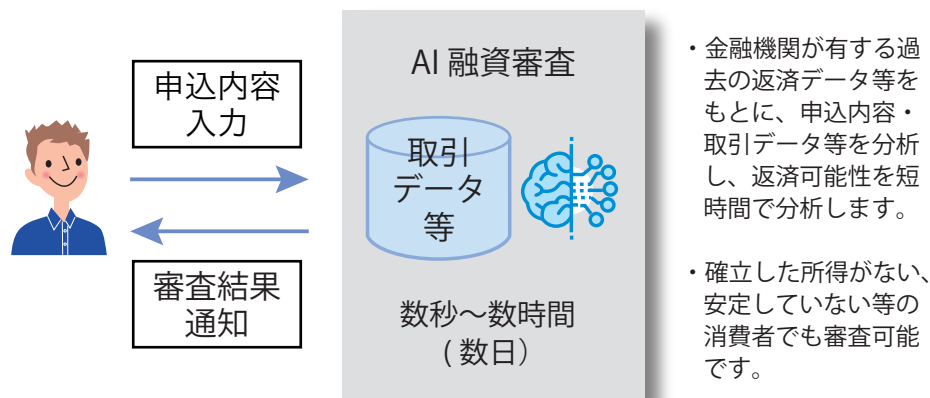 申込内容
入力
審査結果
通知
AI 融資審査
取引
データ
等
数秒～数時間
( 数日）
・金融機関が有する過
去の返済データ等を
もとに、申込内容・
取引データ等を分析
し、返済可能性を短
時間で分析します。
・確立した所得がない、
安定していない等の
消費者でも審査可能
です。